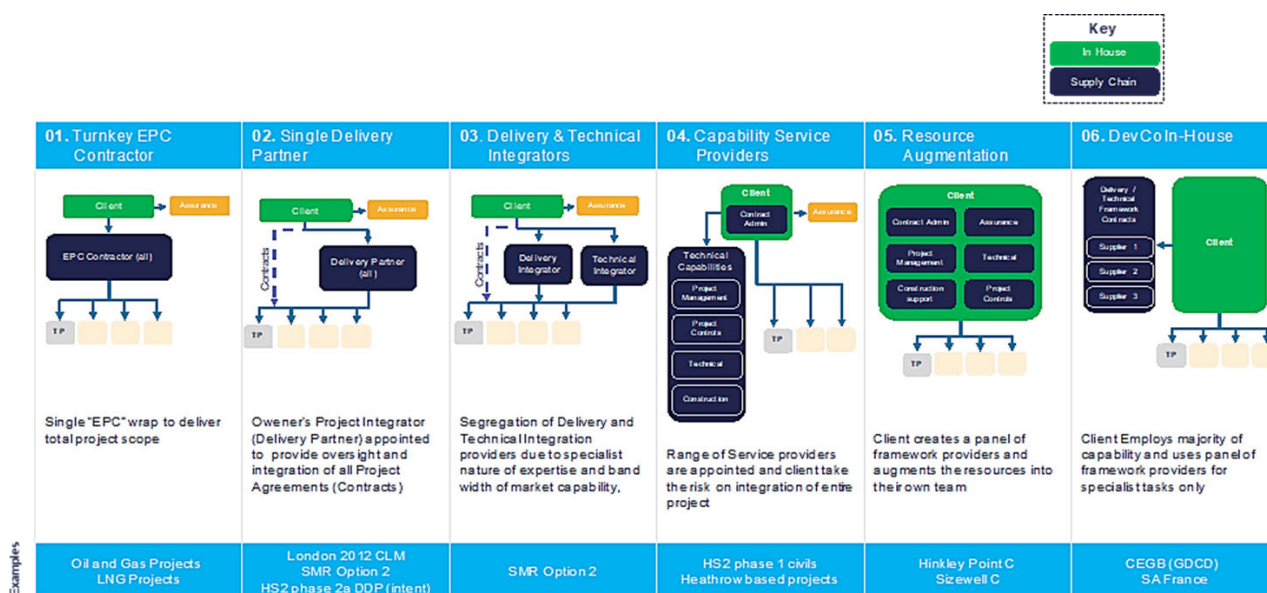 Key
In House
Supply Chain
01. Turnkey EPC
Contractor
02. Single Delivery
Partner
03. Delivery & Technical
Integrators
04. Capability Service
Providers
05. Resource
Augmentation
06. DevCo In-House
Client
Assurance
EPC Contractor (all)
TP
Client
Assurance
Contracts
Delivery Partner
(all)
TP
Client
Assurance
Contracts
Delivery
Integrator
Technical
Integrator
TP
Client
Contract
Admin
Assurance
Technical
Capabilities
Project
Management
Project
Controls
Technical
Construction
TP
Client
Contract Admin
Assurance
Project
Management
Technical
Construction
support
Project
Controls
TP
Delivery /
Technical
Framework
Contracts
Supplier 1
Supplier 2
Supplier 3
Client
TP
Single "EPC" wrap to deliver
total project scope
Owener's Project Integrator
(Delivery Partner) appointed
to provide oversight and
integration of all Project
Agreements (Contracts)
Segregation of Delivery and
Technical Integration
providers due to specialist
nature of expertise and band
width of market capability,
Range of Service providers
are appointed and client take
the risk on integration of entire
project
Client creates a panel of
framework providers and
augments the resources into
their own team
Client Employs majority of
capability and uses panel of
framework providers for
specialist tasks only
Examples
Oil and Gas Projects
LNG Projects
London 2012 CLM
SMR Option 2
HS2 phase 2a DDP (intent)
SMR Option 2
HS2 phase 1 civils
Heathrow based projects
Hinkley Point C
Sizewell C
CEGB (GDCD)
SA France